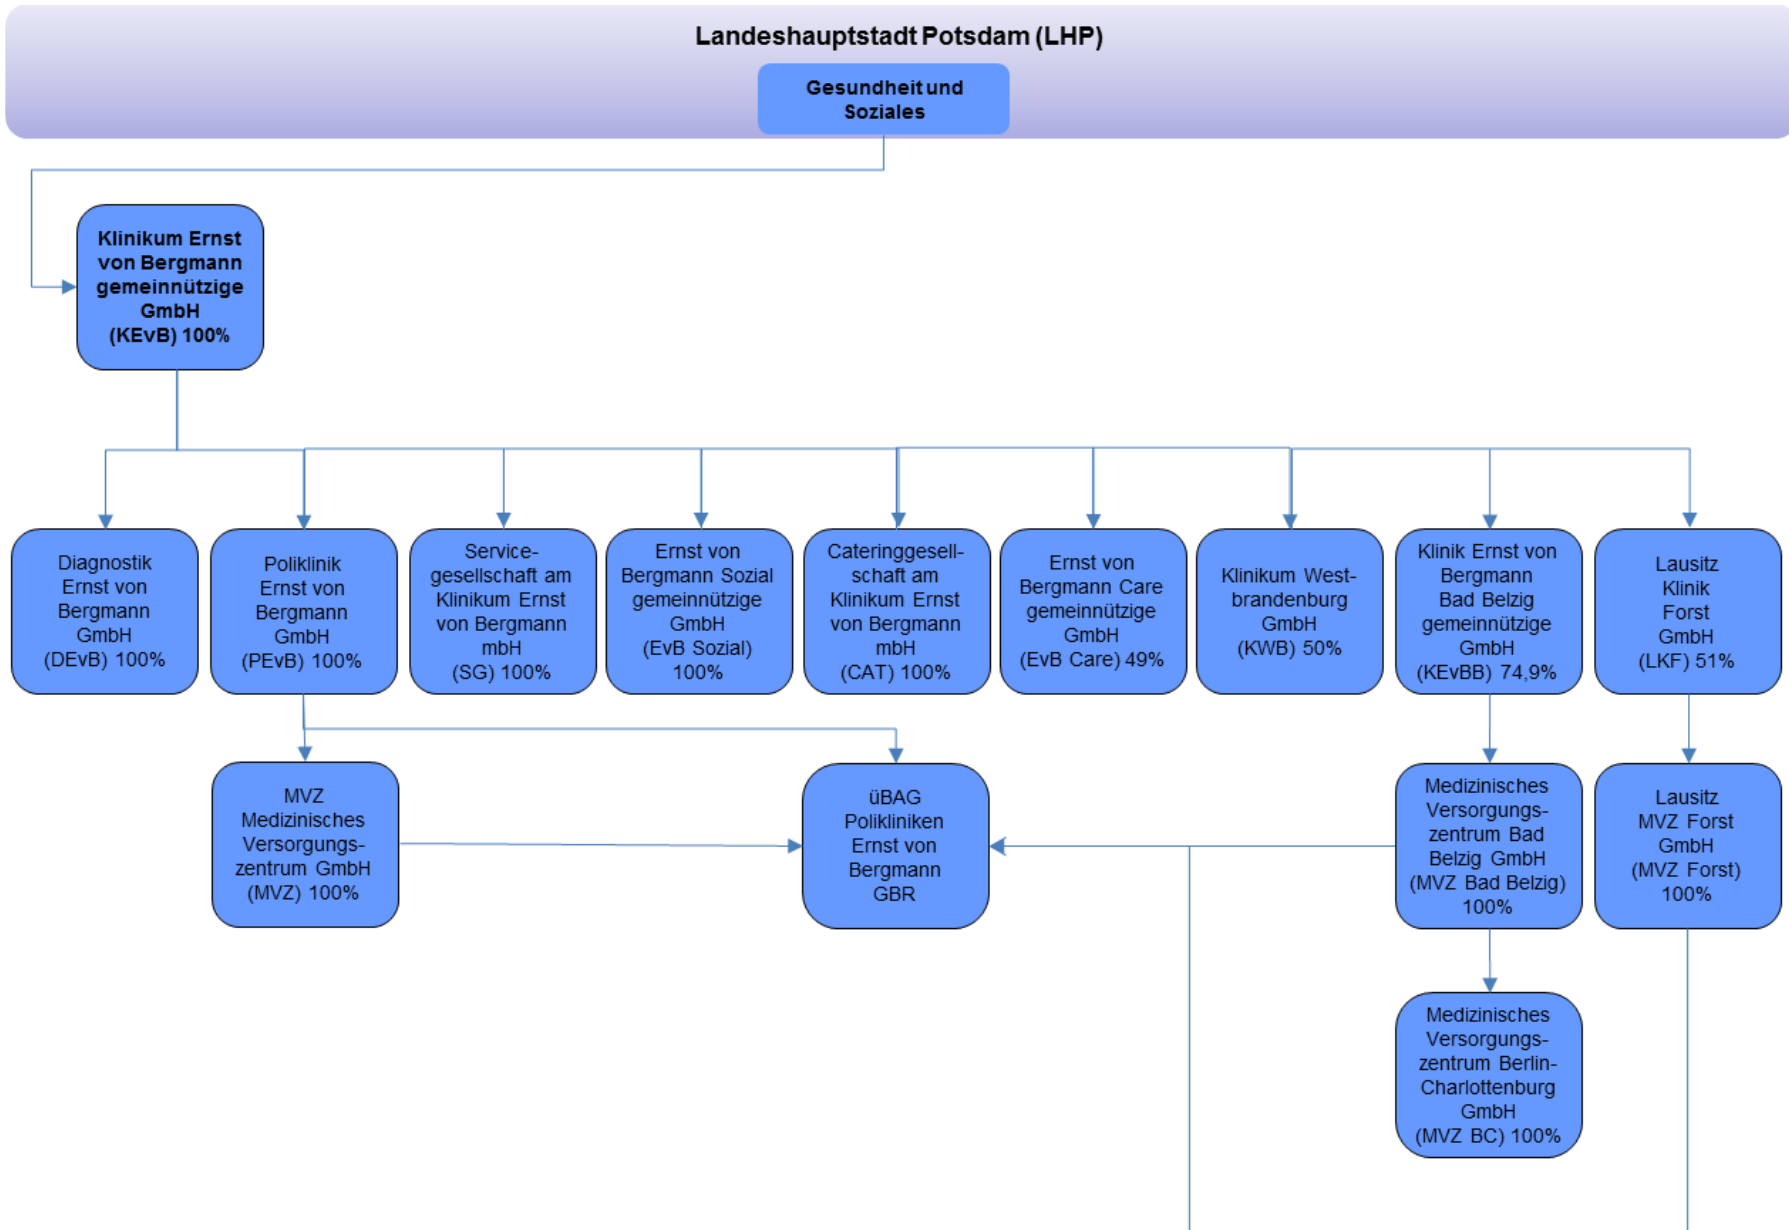 Landeshauptstadt Potsdam (LHP)
Gesundheit und
Soziales
Klinikum Ernst
von Bergmann
gemeinnützige
GmbH
(KEvB) 100%
Diagnostik
Ernst von
Bergmann
GmbH
(DEvB) 100%
Poliklinik
Ernst von
Bergmann
GmbH
(PEvB) 100%
Service-
gesellschaft am
Klinikum Ernst
von Bergmann
mbH
(SG) 100%
Ernst von
Bergmann Sozial
gemeinnützige
GmbH
(EvB Sozial)
100%
Cateringgesell-
schaft am
Klinikum Ernst
von Bergmann
mbH
(CAT) 100%
Ernst von
Bergmann Care
gemeinnützige
GmbH
(EvB Care) 49%
Klinikum West-
brandenburg
GmbH
(KWB) 50%
Klinik Ernst von
Bergmann
Bad Belzig
gemeinnützige
GmbH
(KEvBB) 74,9%
Lausitz
Klinik
Forst
GmbH
(LKF) 51%
MVZ
Medizinisches
Versorgungs-
zentrum GmbH
(MVZ) 100%
üBAG
Polikliniken
Ernst von
Bergmann
GBR
Medizinisches
Versorgungs-
zentrum Bad
Belzig GmbH
(MVZ Bad Belzig)
100%
Lausitz
MVZ Forst
GmbH
(MVZ Forst)
100%
Medizinisches
Versorgungs-
zentrum Berlin-
Charlottenburg
GmbH
(MVZ BC) 100%